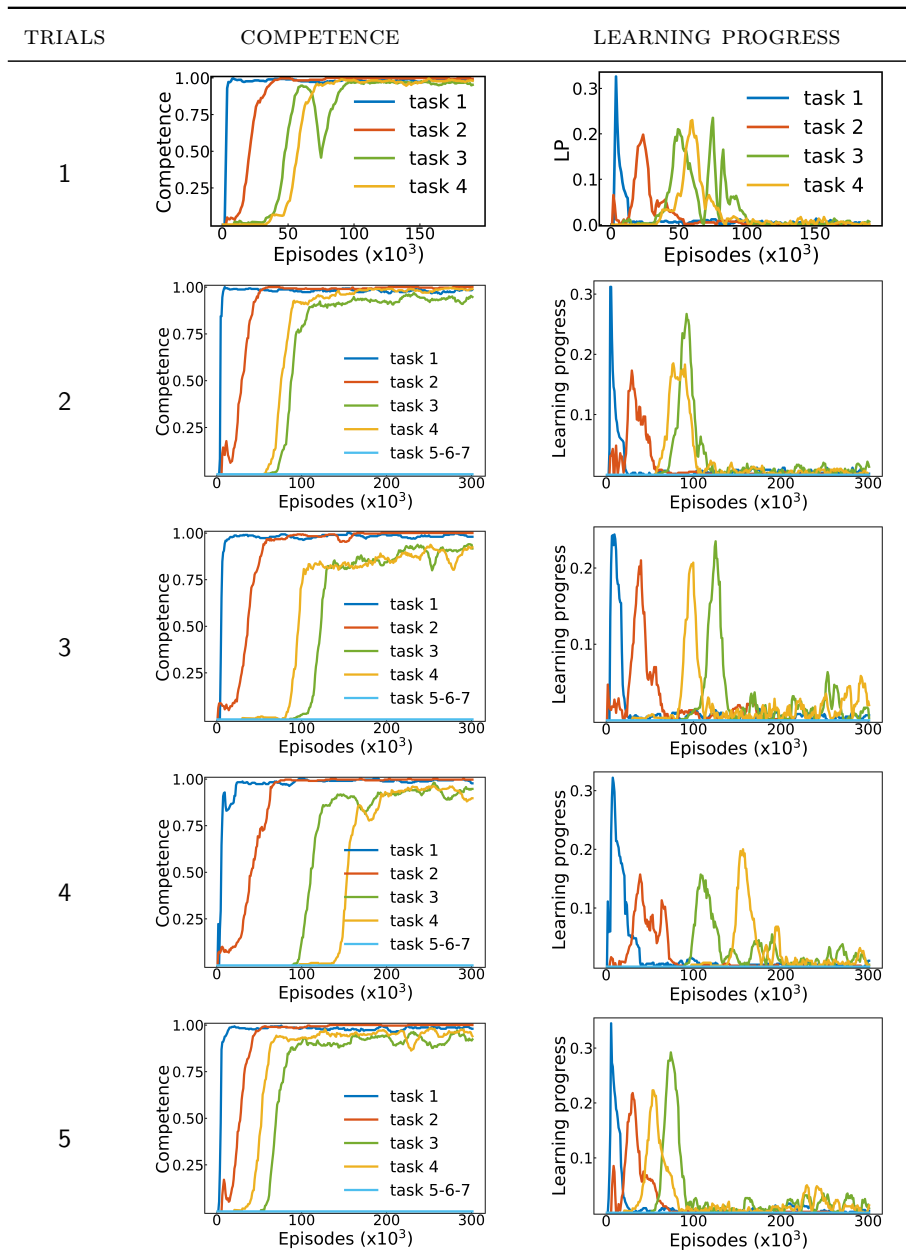 TRIALS COMPETENCE LEARNING PROGRESS
1
1.00
0.75
0.50
0.25
Competence
0 50 100 150
Episodes (x10³)
task 1
task 2
task 3
task 4
0.3
0.2
0.1
0.0
LP
0 50 100 150
Episodes (x10³)
task 1
task 2
task 3
task 4
2
1.00
0.75
0.50
0.25
Competence
0 100 200 300
Episodes (x10³)
task 1
task 2
task 3
task 4
task 5-6-7
0.3
0.2
0.1
Learning progress
0 100 200 300
Episodes (x10³)
3
1.00
0.75
0.50
0.25
Competence
0 100 200 300
Episodes (x10³)
task 1
task 2
task 3
task 4
task 5-6-7
0.2
0.1
Learning progress
0 100 200 300
Episodes (x10³)
4
1.00
0.75
0.50
0.25
Competence
0 100 200 300
Episodes (x10³)
task 1
task 2
task 3
task 4
task 5-6-7
0.3
0.2
0.1
Learning progress
0 100 200 300
Episodes (x10³)
5
1.00
0.75
0.50
0.25
Competence
0 100 200 300
Episodes (x10³)
task 1
task 2
task 3
task 4
task 5-6-7
0.3
0.2
0.1
Learning progress
0 100 200 300
Episodes (x10³)